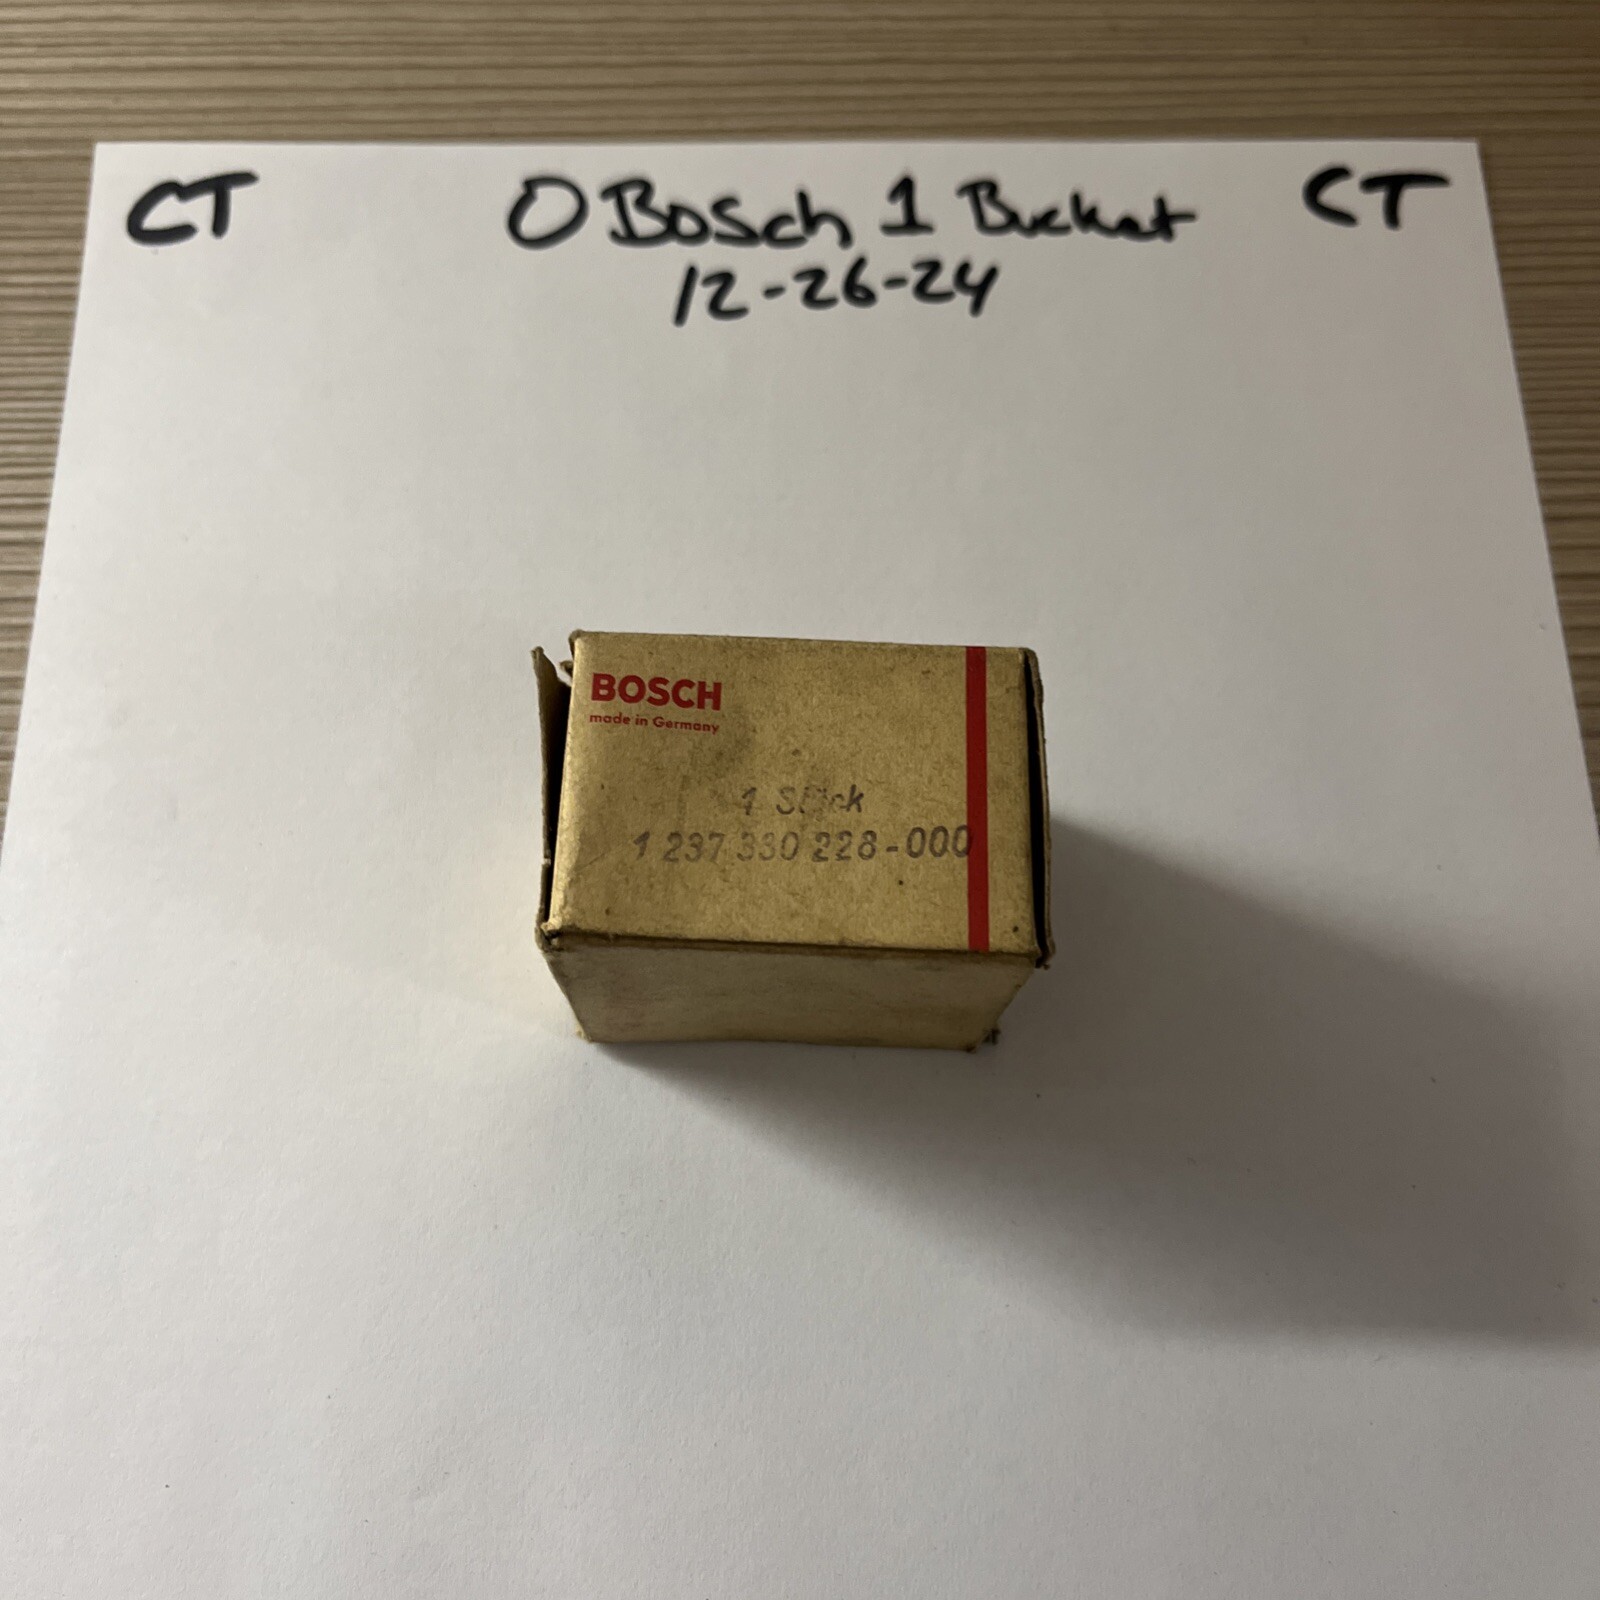 CT O Bosch 1 Bucket CT
12-26-24
BOSCH
made in Germany
1 Stück
1 237 330 228-000